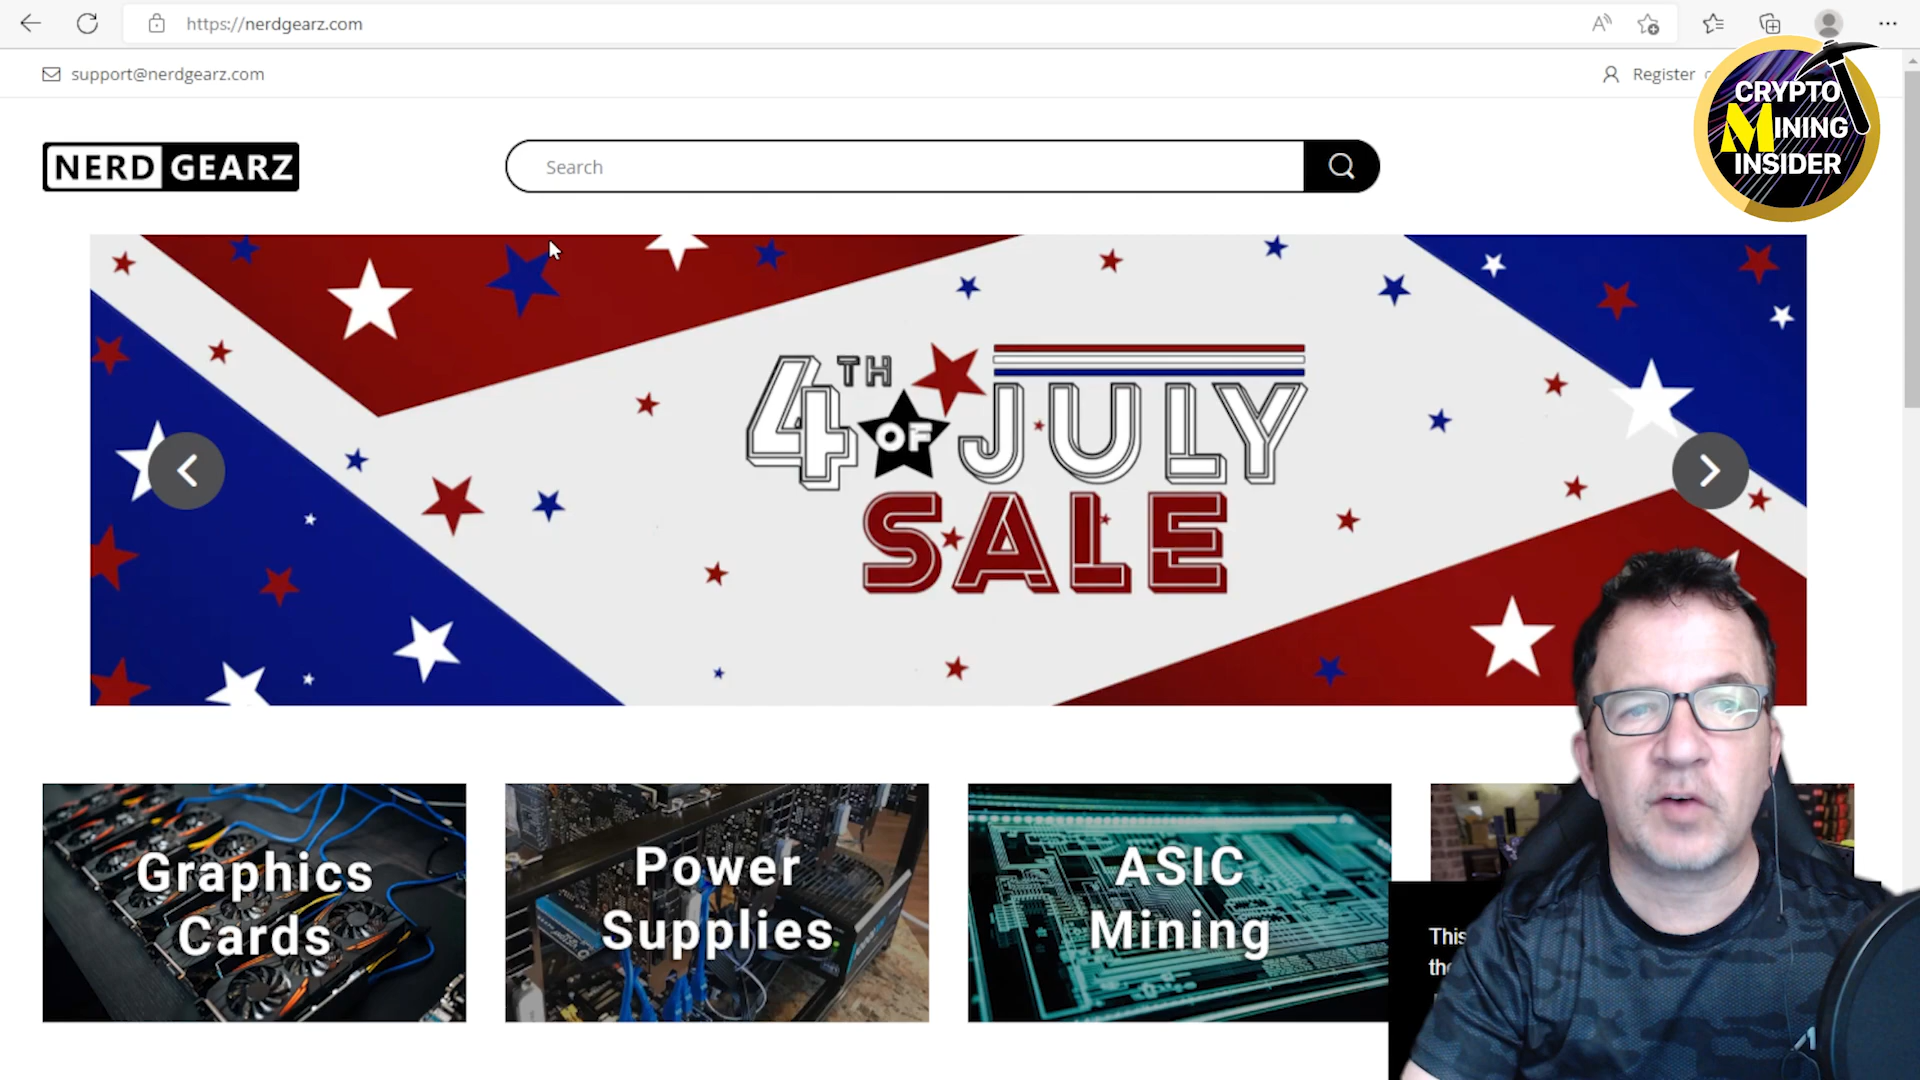 https://nerdgearz.com
support@nerdgearz.com
Register
CRYPTO
MINING
INSIDER
NERD GEARZ
Search
4TH OF JULY
SALE
Graphics
Cards
Power
Supplies
ASIC
Mining
This